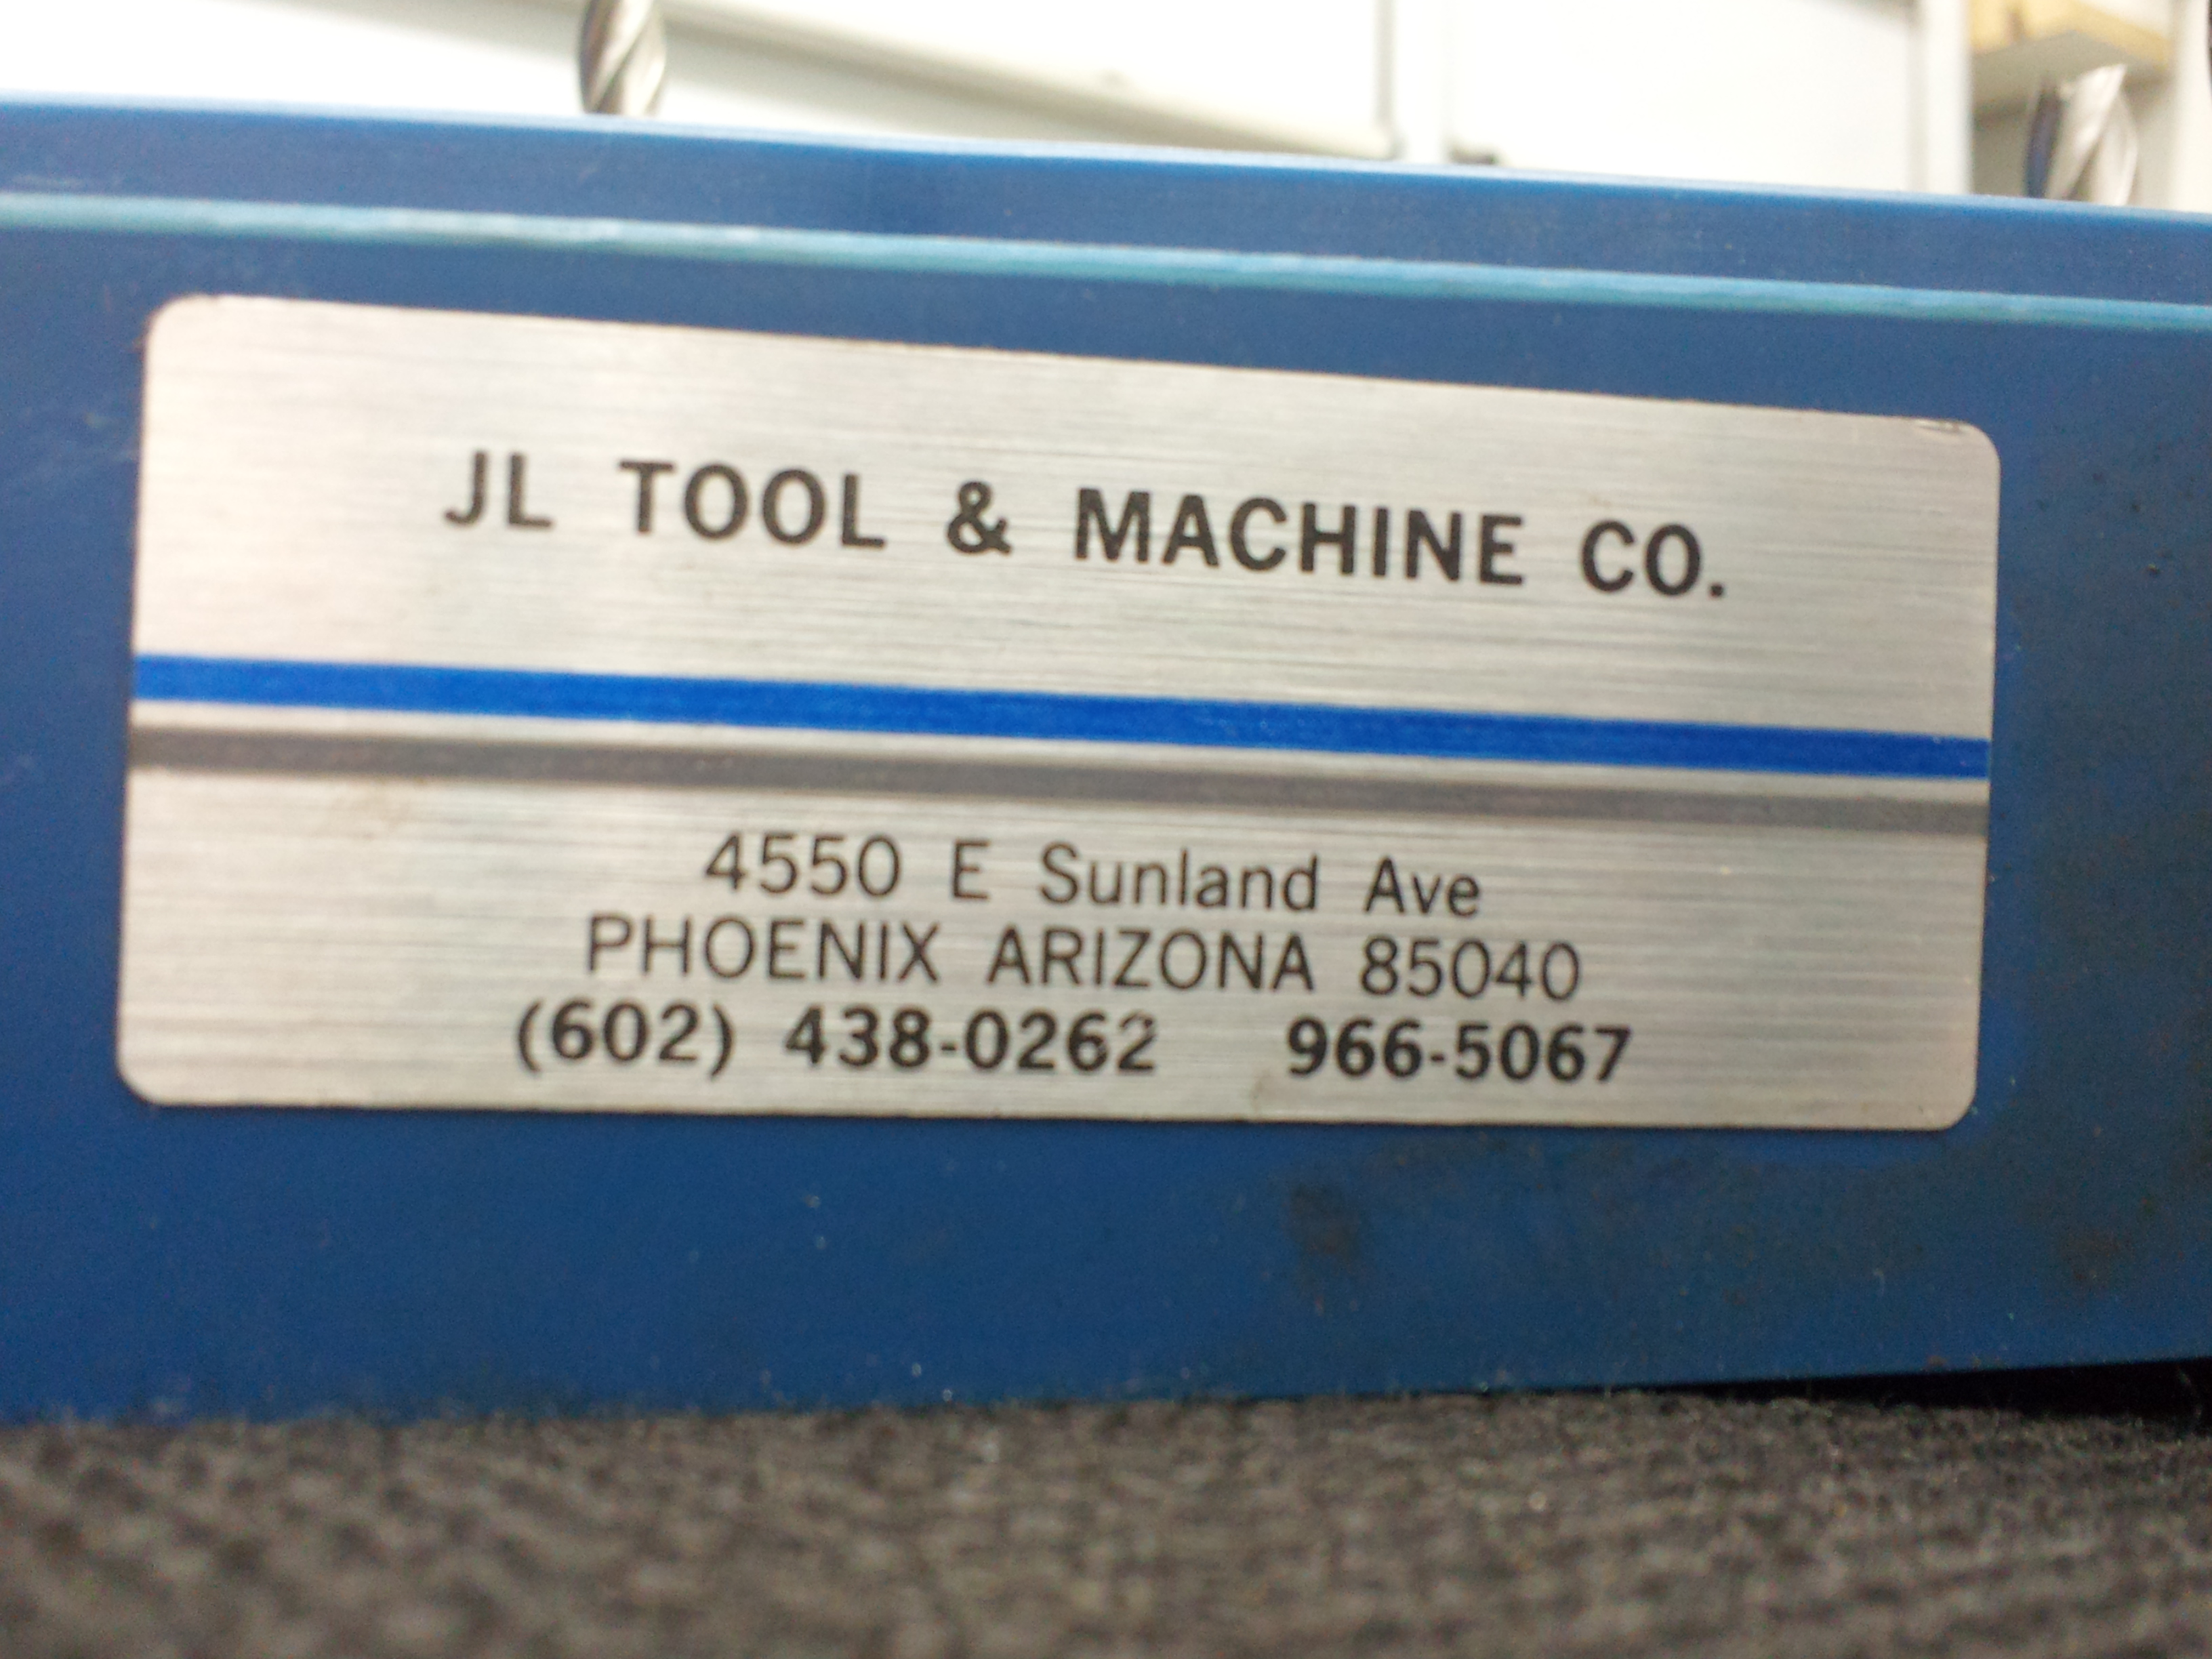 JL TOOL & MACHINE CO.
4550 E Sunland Ave
PHOENIX ARIZONA 85040
(602) 438-0262 966-5067